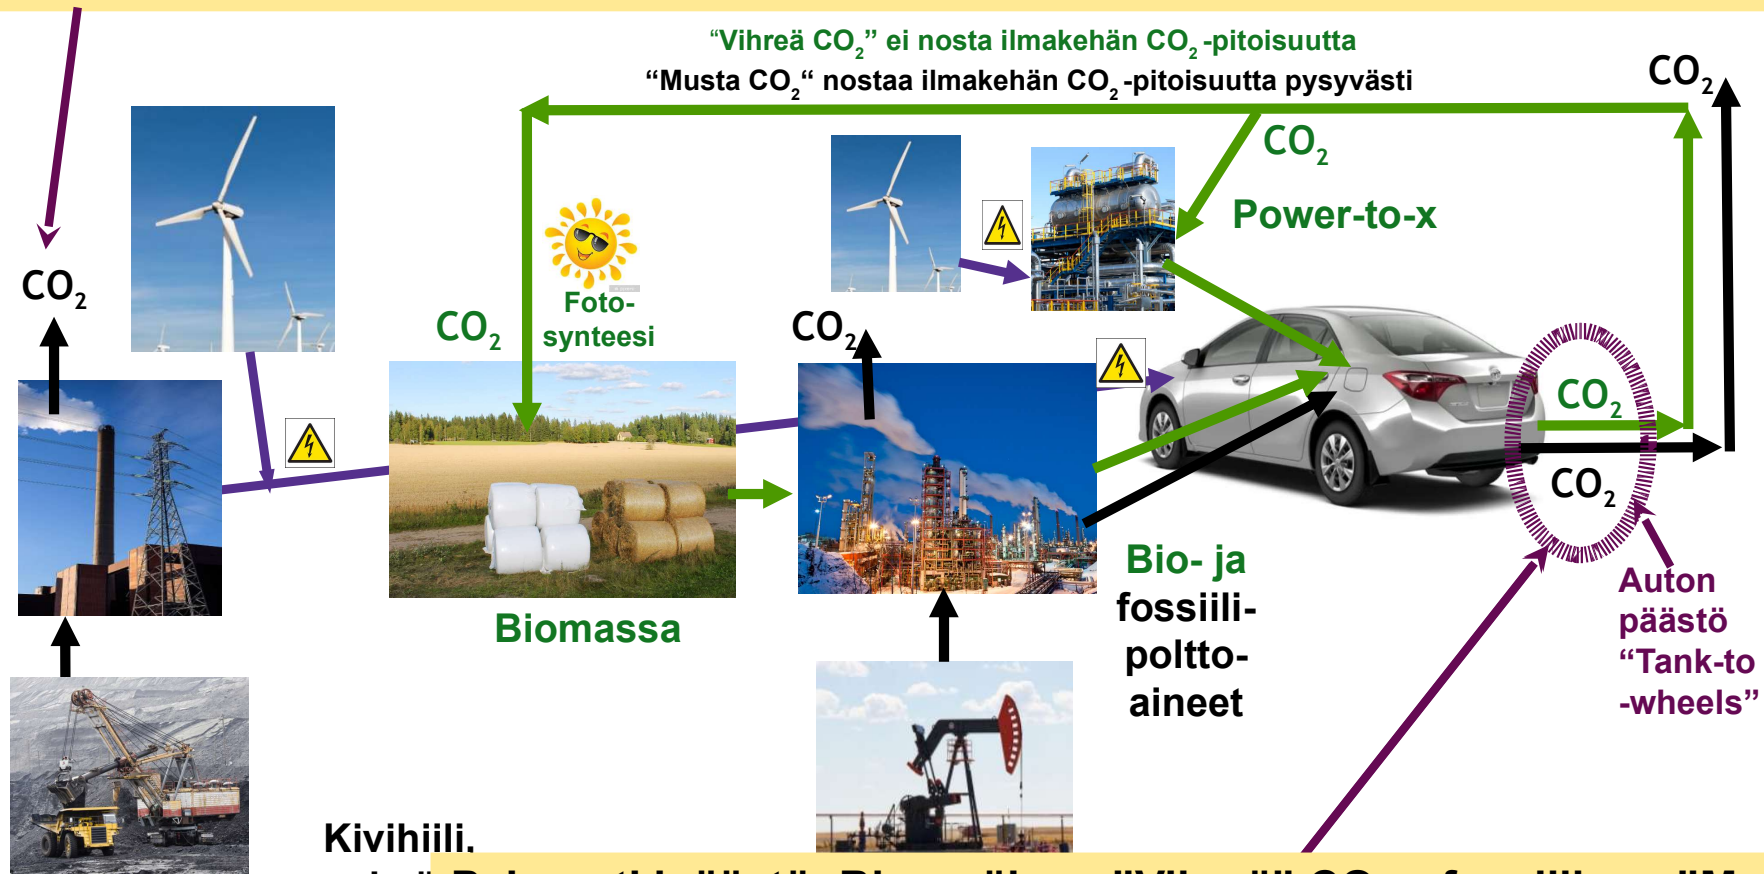 “Vihreä CO2” ei nosta ilmakehän CO2-pitoisuutta
“Musta CO2“ nostaa ilmakehän CO2-pitoisuutta pysyvästi
CO2
CO2
Power-to-x
CO2
Foto-
synteesi
CO2
CO2
CO2
CO2
Biomassa
Bio- ja
fossiili-
poltto-
aineet
Auton
päästö
“Tank-to
-wheels”
Kivihiili,